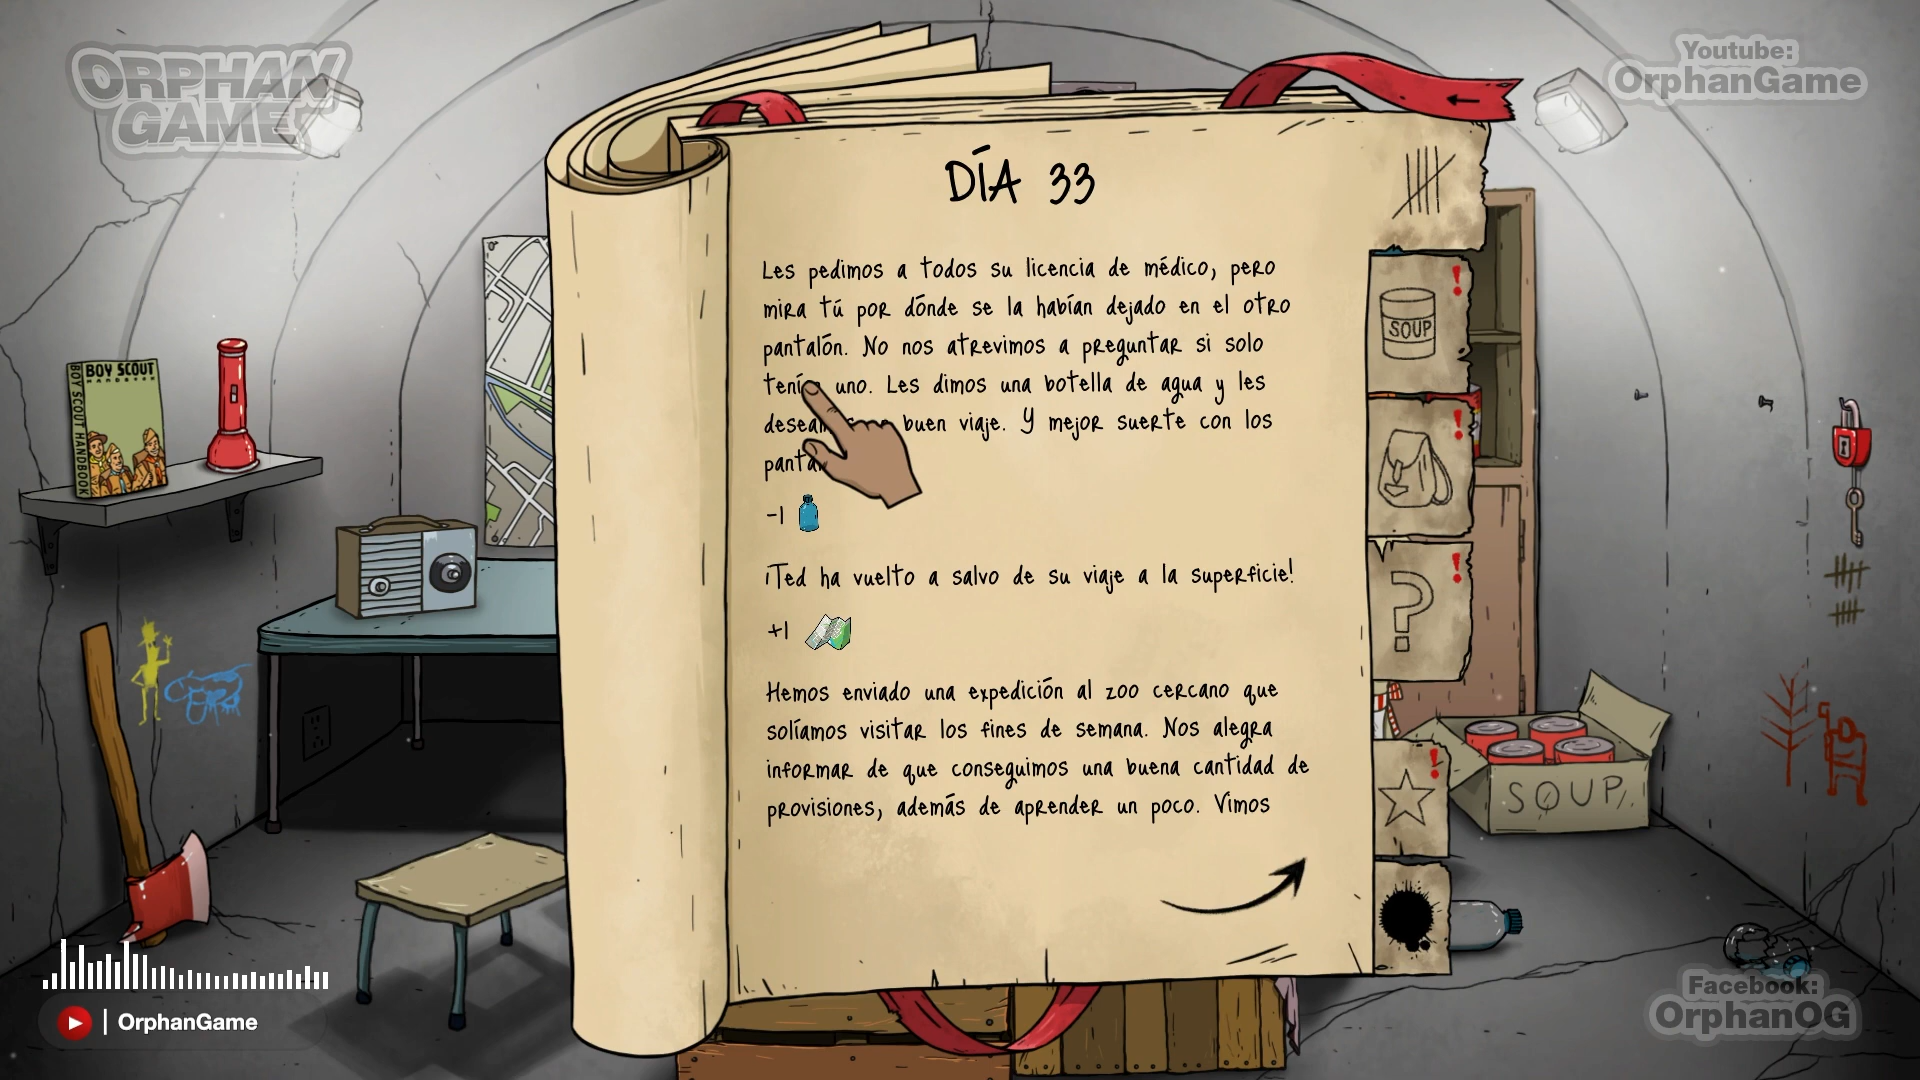 ORPHAN
GAME
Youtube:
OrphanGame
DÍA 33
Les pedimos a todos su licencia de médico, pero
mira tú por dónde se la habían dejado en el otro
pantalón. No nos atrevimos a preguntar si solo
uno. Les dimos una botella de agua y les
buen viaje. Y mejor suerte con los
-1
¡Ted ha vuelto a salvo de su viaje a la superficie!
+1
Hemos enviado una expedición al zoo cercano que
solíamos visitar los fines de semana. Nos alegra
informar de que conseguimos una buena cantidad de
provisiones, además de aprender un poco. Vimos
SOUP
BOY SCOUT
HANDBOOK
BOY SCOUT HANDBOOK
SOUP
| OrphanGame
Facebook:
OrphanOG